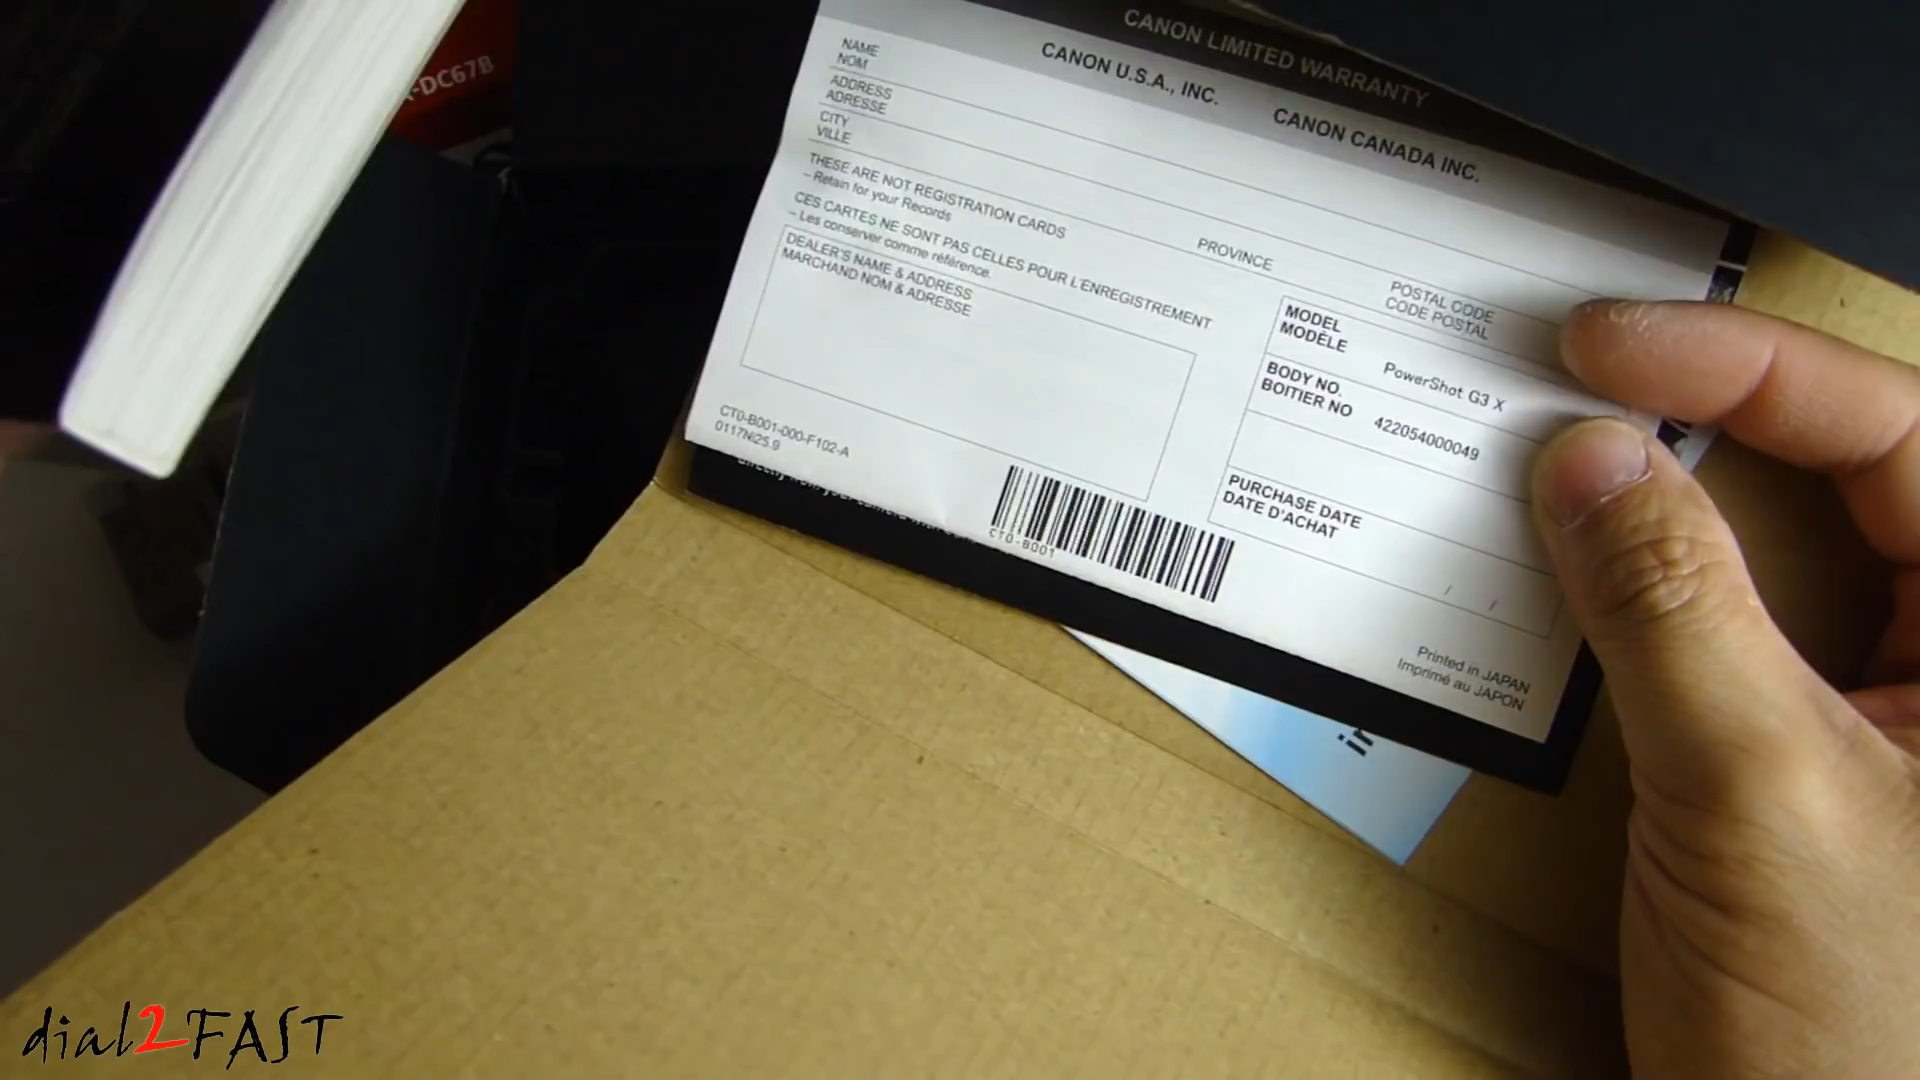 -DC67B
CANON LIMITED WARRANTY
CANON U.S.A., INC.
CANON CANADA INC.
NAME
NOM
ADDRESS
ADRESSE
CITY
VILLE
PROVINCE
POSTAL CODE
CODE POSTAL
THESE ARE NOT REGISTRATION CARDS
– Retain for your Records
CES CARTES NE SONT PAS CELLES POUR L'ENREGISTREMENT
– Les conserver comme référence.
DEALER'S NAME & ADDRESS
MARCHAND NOM & ADRESSE
MODEL
MODÈLE
PowerShot G3 X
BODY NO.
BOITIER NO
422054000049
PURCHASE DATE
DATE D'ACHAT
/ /
CT0-B001-000-F102-A
0117Ni25.9
CT0-B001
Printed in JAPAN
Imprimé au JAPON
dial2FAST